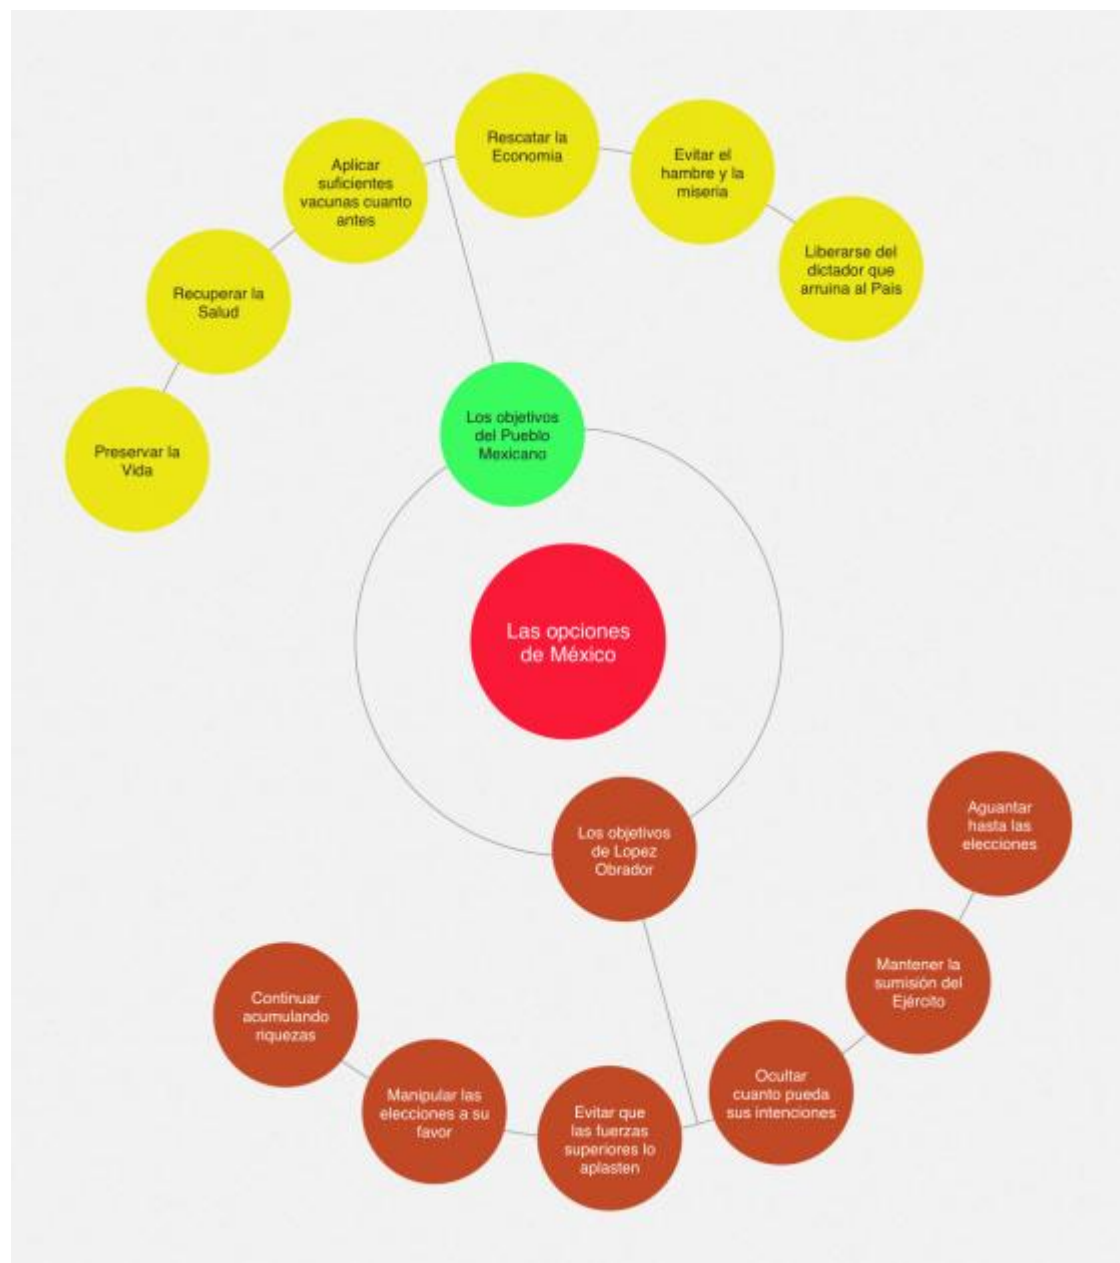 Rescatar la
Economia
Evitar el
hambre y la
miseria
Aplicar
suficientes
vacunas cuanto
antes
Liberarse del
dictador que
arruina al País
Recuperar la
Salud
Preservar la
Vida
Los objetivos
del Pueblo
Mexicano
Las opciones
de México
Los objetivos
de Lopez
Obrador
Aguantar
hasta las
elecciones
Mantener la
sumisión del
Ejército
Ocultar
cuanto pueda
sus intenciones
Evitar que
las fuerzas
superiores lo
aplasten
Manipular las
elecciones a su
favor
Continuar
acumulando
riquezas